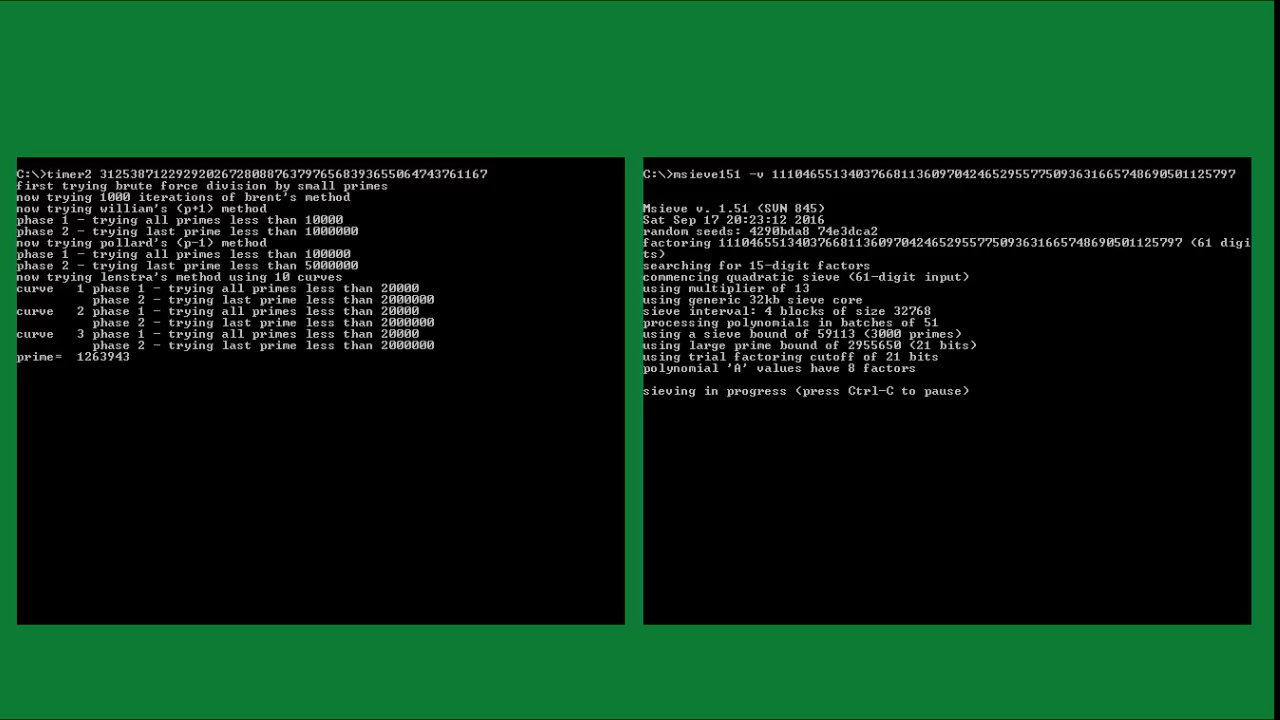 C:\>timer2 312538712292920267280887637976568393655064743761167
first trying brute force division by small primes
now trying 1000 iterations of brent's method
now trying william's (p+1) method
phase 1 - trying all primes less than 10000
phase 2 - trying last prime less than 1000000
now trying pollard's (p-1) method
phase 1 - trying all primes less than 100000
phase 2 - trying last prime less than 5000000
now trying lenstra's method using 10 curves
curve 1 phase 1 - trying all primes less than 20000
phase 2 - trying last prime less than 2000000
curve 2 phase 1 - trying all primes less than 20000
phase 2 - trying last prime less than 2000000
curve 3 phase 1 - trying all primes less than 20000
phase 2 - trying last prime less than 2000000
prime= 1263943
C:\>msieve151 -v 1110465513403766811360970424652955775093631665748690501125797
Msieve v. 1.51 (SVN 845)
Sat Sep 17 20:23:12 2016
random seeds: 4290bda8 74e3dca2
factoring 1110465513403766811360970424652955775093631665748690501125797 (61 digi
ts)
searching for 15-digit factors
commencing quadratic sieve (61-digit input)
using multiplier of 13
using generic 32kb sieve core
sieve interval: 4 blocks of size 32768
processing polynomials in batches of 51
using a sieve bound of 59113 (3000 primes)
using large prime bound of 2955650 (21 bits)
using trial factoring cutoff of 21 bits
polynomial 'A' values have 8 factors
sieving in progress (press Ctrl-C to pause)